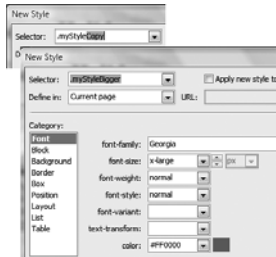 New Style
Selector: .myStyleCopy
D
New Style
Selector: .myStyleBigger Apply new style to
Define in: Current page URL:
Category:
Font
Block
Background
Border
Box
Position
Layout
List
Table
font-family: Georgia
font-size: x-large px
font-weight: normal
font-style: normal
font-variant:
text-transform:
color: #FF0000